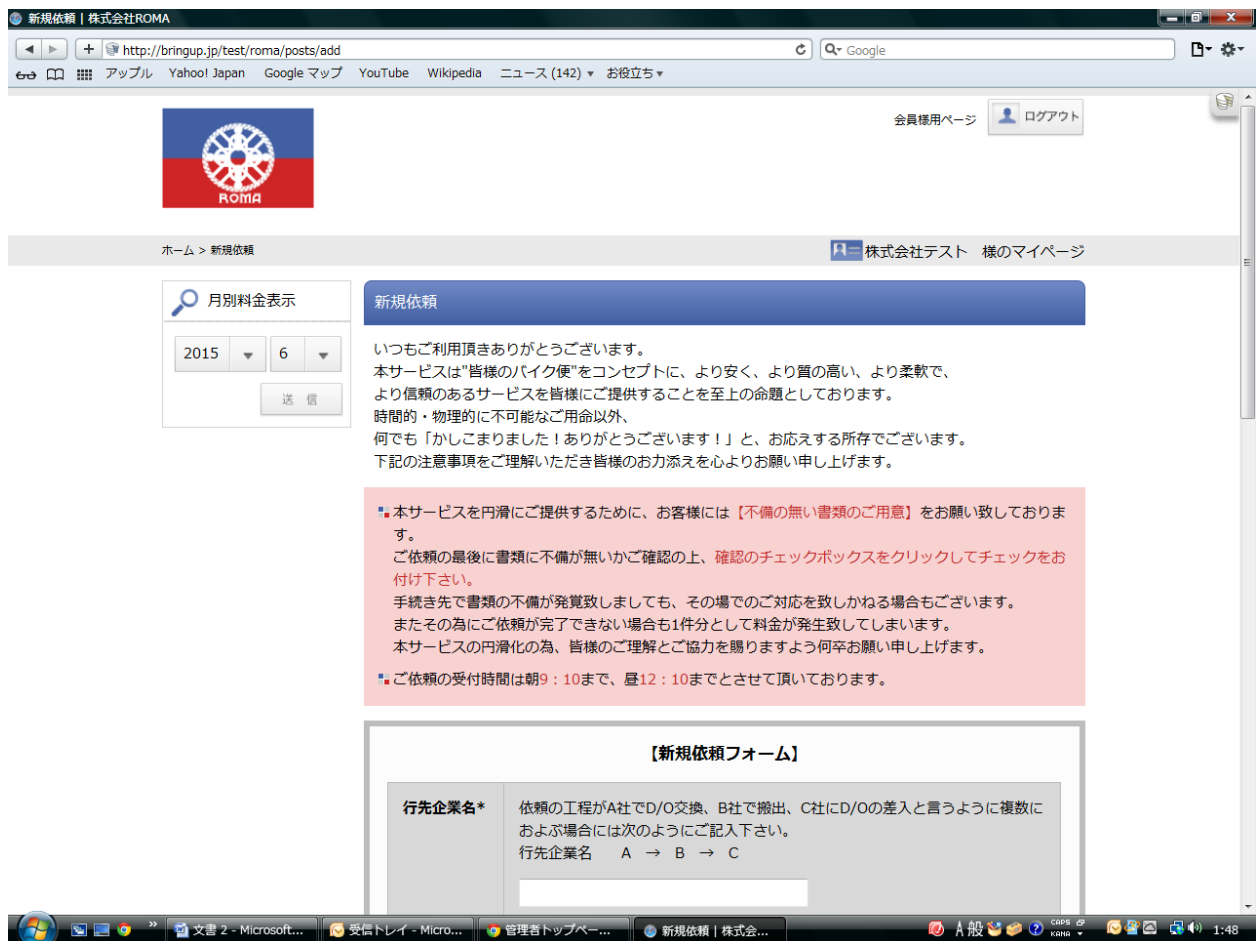 新規依頼 | 株式会社ROMA
http://bringup.jp/test/roma/posts/add
Google
アップル Yahoo! Japan Google マップ YouTube Wikipedia ニュース (142) お役立ち
ROMA
会員様用ページ ログアウト
ホーム > 新規依頼
株式会社テスト 様のマイページ
月別料金表示
2015 6
送 信
新規依頼
いつもご利用頂きありがとうございます。
本サービスは"皆様のバイク便"をコンセプトに、より安く、より質の高い、より柔軟で、
より信頼のあるサービスを皆様にご提供することを至上の命題としております。
時間的・物理的に不可能なご用命以外、
何でも「かしこまりました！ありがとうございます！」と、お応えする所存でございます。
下記の注意事項をご理解いただき皆様のお力添えを心よりお願い申し上げます。
本サービスを円滑にご提供するために、お客様には【不備の無い書類のご用意】をお願い致しておりま
す。
ご依頼の最後に書類に不備が無いかご確認の上、確認のチェックボックスをクリックしてチェックをお
付け下さい。
手続き先で書類の不備が発覚致しましても、その場でのご対応を致しかねる場合もございます。
またその為にご依頼が完了できない場合も1件分として料金が発生致してしまいます。
本サービスの円滑化の為、皆様のご理解とご協力を賜りますよう何卒お願い申し上げます。
ご依頼の受付時間は朝9：10まで、昼12：10までとさせて頂いております。
【新規依頼フォーム】
行先企業名*
依頼の工程がA社でD/O交換、B社で搬出、C社にD/Oの差入と言うように複数に
およぶ場合には次のようにご記入下さい。
行先企業名 A → B → C
文書 2 - Microsoft... 受信トレイ - Micro... 管理者トップペー... 新規依頼 | 株式会... A 般 CAPS KANA 1:48